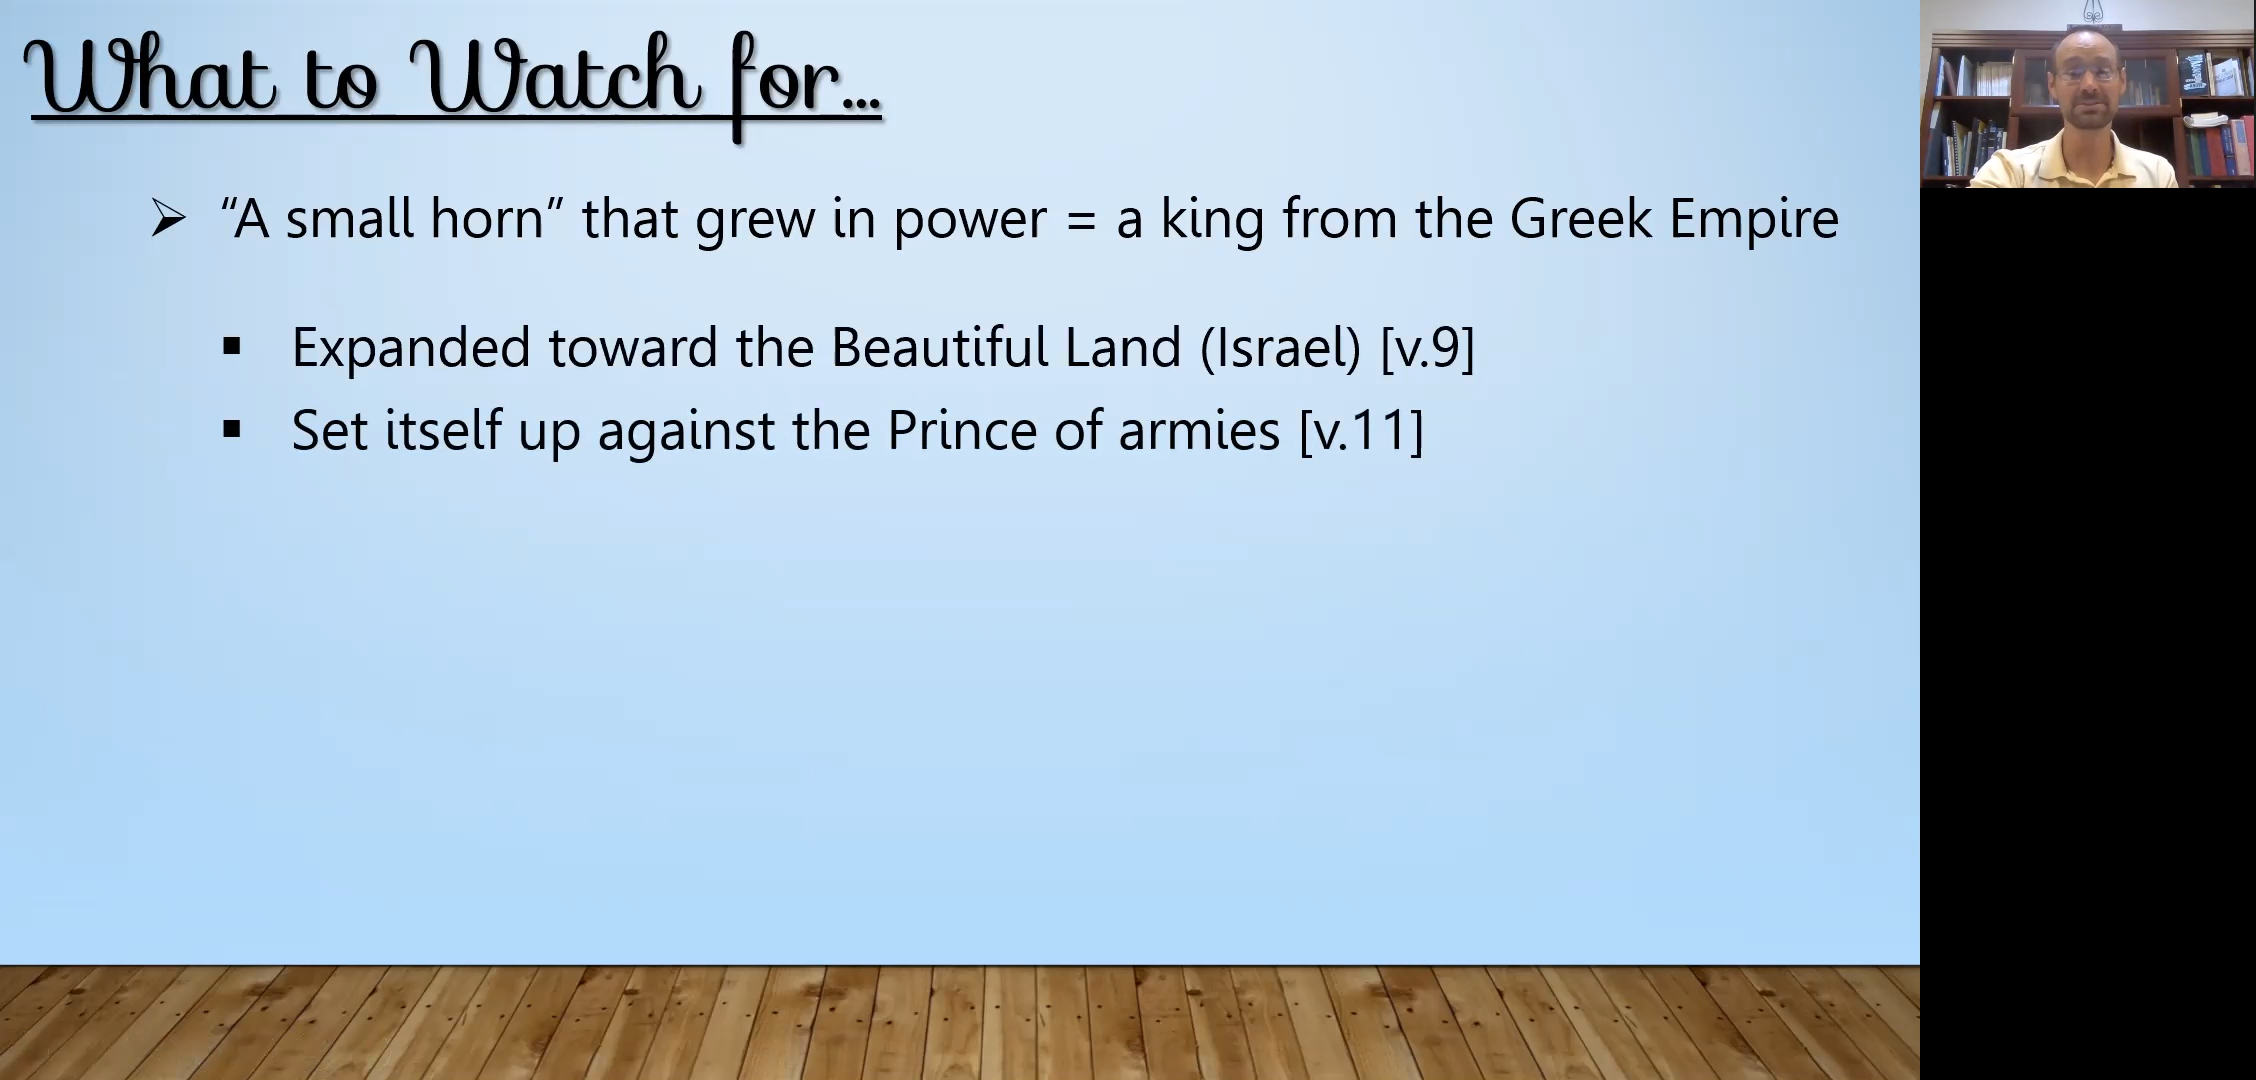 What to Watch for...
➢ “A small horn” that grew in power = a king from the Greek Empire
▪ Expanded toward the Beautiful Land (Israel) [v.9]
▪ Set itself up against the Prince of armies [v.11]